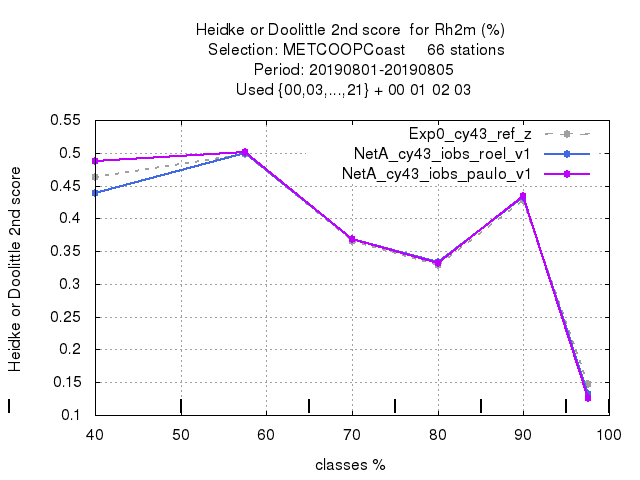 Heidke or Doolittle 2nd score  for Rh2m (%)
Selection: METCOOPCoast     66 stations
Period: 20190801-20190805
Used {00,03,...,21} + 00 01 02 03
Exp0_cy43_ref_z
NetA_cy43_iobs_roel_v1
NetA_cy43_iobs_paulo_v1
Heidke or Doolittle 2nd score
0.55
0.5
0.45
0.4
0.35
0.3
0.25
0.2
0.15
0.1
40 50 60 70 80 90 100
classes %